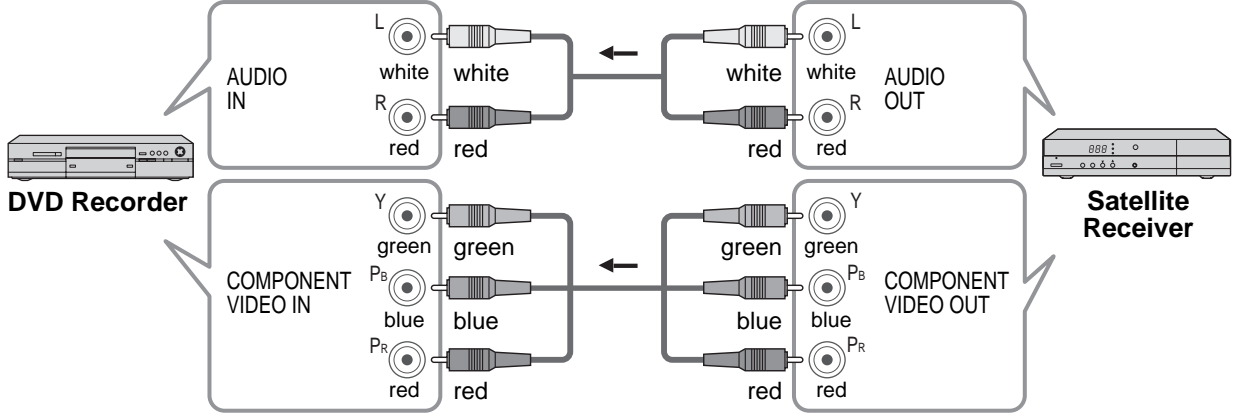 L
white
white
AUDIO
IN
R
red
red
DVD Recorder
L
white
white
AUDIO
OUT
R
red
red
888
Satellite
Receiver
Y
green
green
COMPONENT
VIDEO IN
PB
blue
blue
PR
red
red
Y
green
green
COMPONENT
VIDEO OUT
PB
blue
blue
PR
red
red